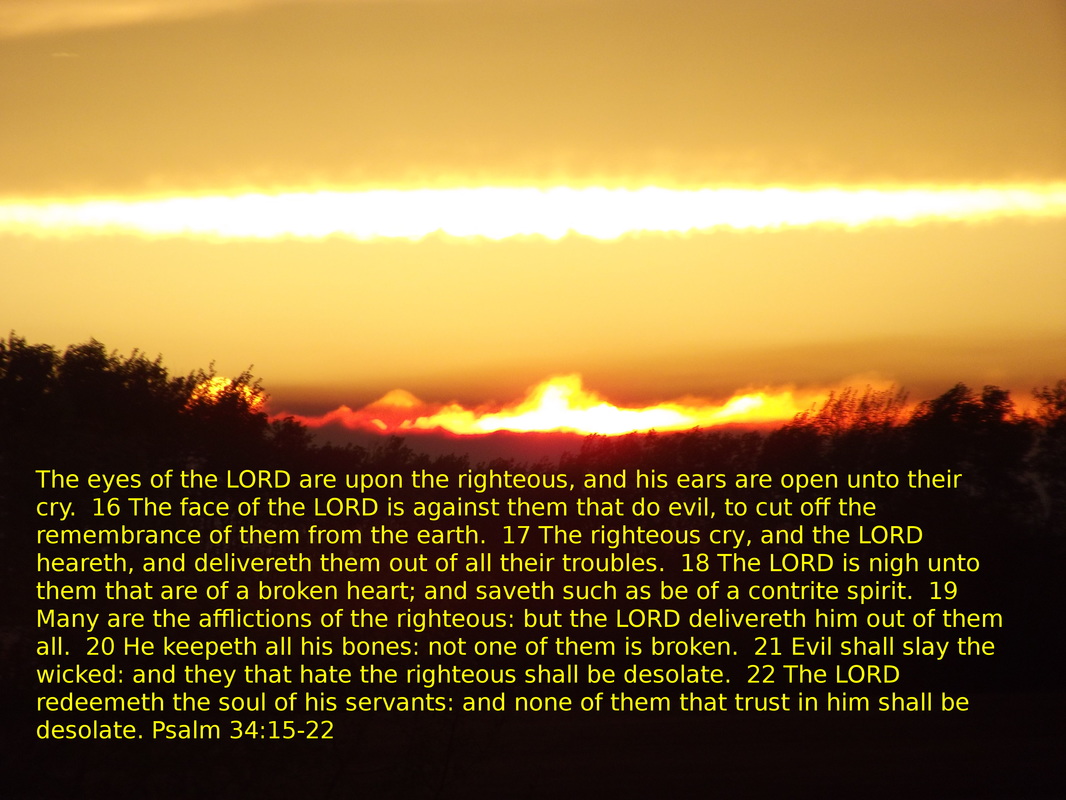 The eyes of the LORD are upon the righteous, and his ears are open unto their
cry.  16 The face of the LORD is against them that do evil, to cut off the
remembrance of them from the earth.  17 The righteous cry, and the LORD
heareth, and delivereth them out of all their troubles.  18 The LORD is nigh unto
them that are of a broken heart; and saveth such as be of a contrite spirit.  19
Many are the afflictions of the righteous: but the LORD delivereth him out of them
all.  20 He keepeth all his bones: not one of them is broken.  21 Evil shall slay the
wicked: and they that hate the righteous shall be desolate.  22 The LORD
redeemeth the soul of his servants: and none of them that trust in him shall be
desolate. Psalm 34:15-22